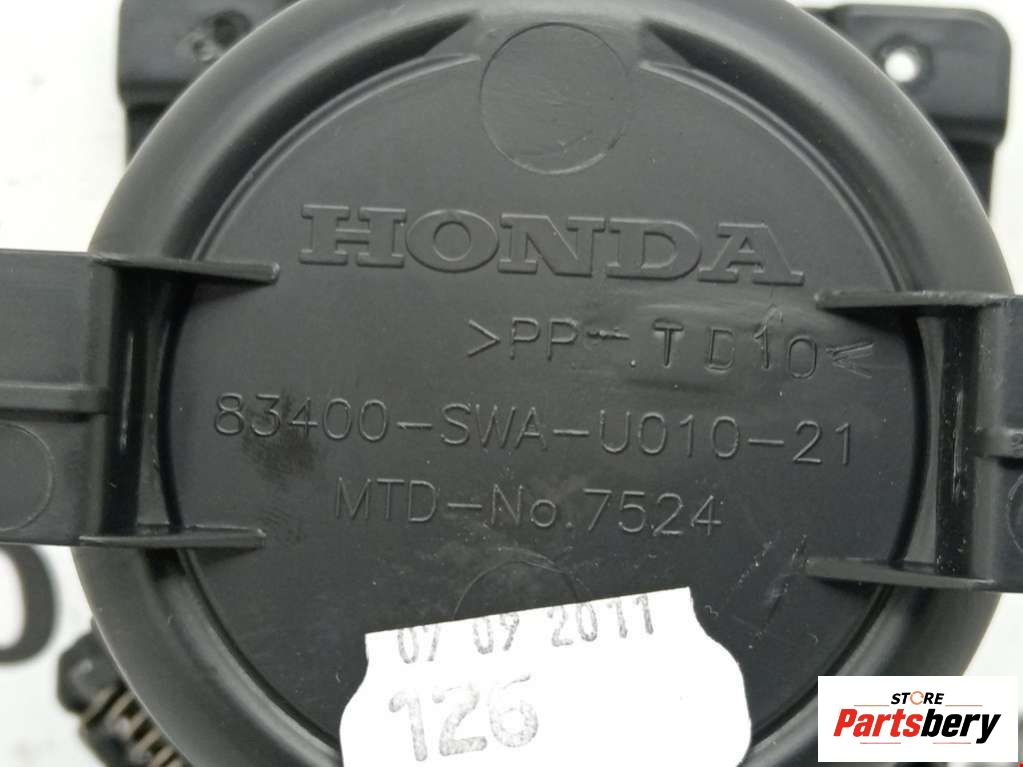 HONDA
>PP-.TD10<
83400-SWA-U010-21
MTD-No.7524
07 09 2011
126
STORE
Partsbery